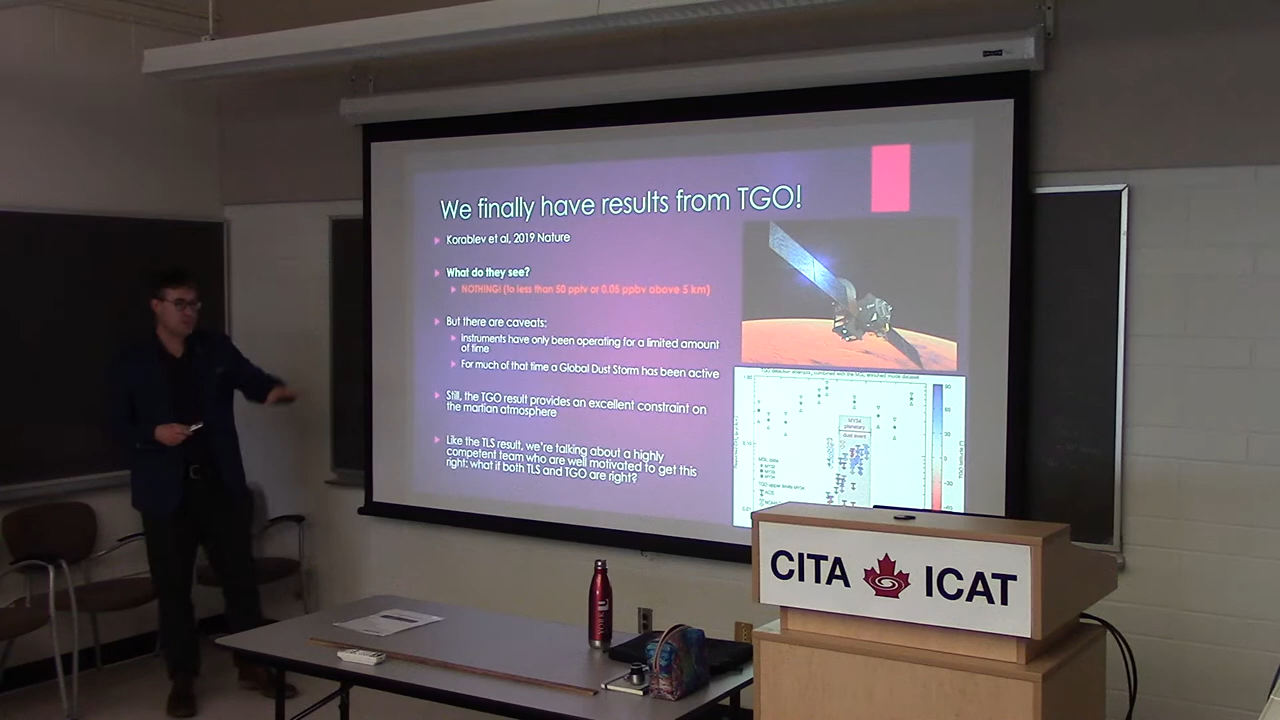 We finally have results from TGO!
Korablev et al, 2019 Nature
What do they see?
NOTHING! (to less than 50 pptv or 0.05 ppbv above 5 km)
But there are caveats:
Instruments have only been operating for a limited amount
of time
For much of that time a Global Dust Storm has been active
Still, the TGO result provides an excellent constraint on
the martian atmosphere
Like the TLS result, we're talking about a highly
competent team who are well motivated to get this
right: what if both TLS and TGO are right?
MY34
planetary
dust event
CITA ICAT